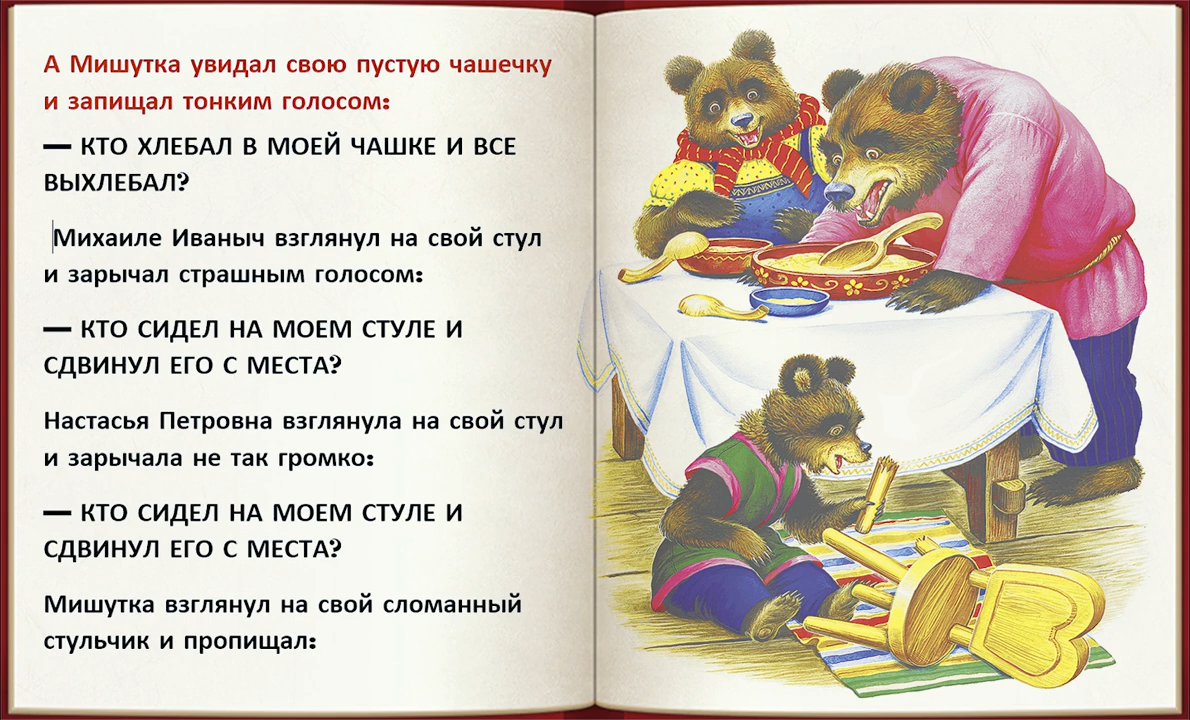 А Мишутка увидал свою пустую чашечку
и запищал тонким голосом:
— КТО ХЛЕБАЛ В МОЕЙ ЧАШКЕ И ВСЕ
ВЫХЛЕБАЛ?
Михаиле Иваныч взглянул на свой стул
и зарычал страшным голосом:
— КТО СИДЕЛ НА МОЕМ СТУЛЕ И
СДВИНУЛ ЕГО С МЕСТА?
Настасья Петровна взглянула на свой стул
и зарычала не так громко:
— КТО СИДЕЛ НА МОЕМ СТУЛЕ И
СДВИНУЛ ЕГО С МЕСТА?
Мишутка взглянул на свой сломанный
стульчик и пропищал: